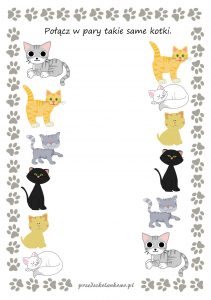 Połącz w pary takie same kotki.
przedszkolankowo.pl